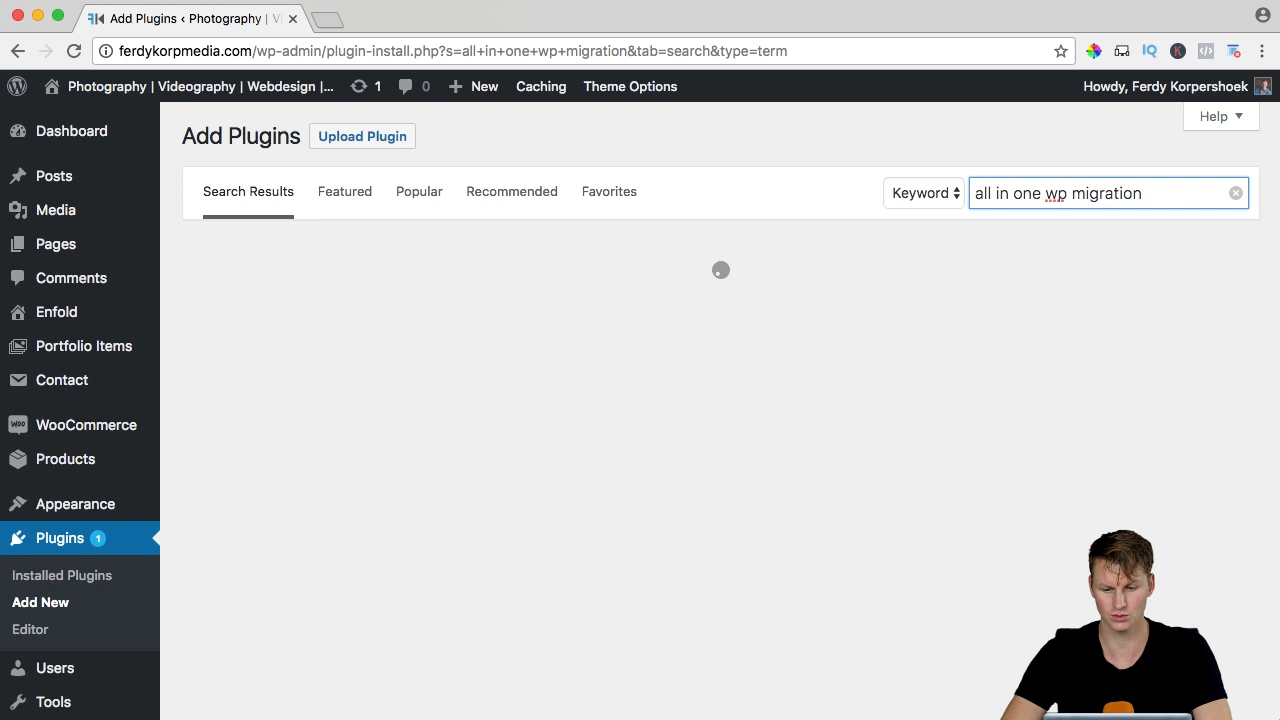 Add Plugins ‹ Photography | V
ferdykorpmedia.com/wp-admin/plugin-install.php?s=all+in+one+wp+migration&tab=search&type=term
IQ
K
Photography | Videography | Webdesign |...
1
0
New
Caching
Theme Options
Howdy, Ferdy Korpershoek
Dashboard
Posts
Media
Pages
Comments
Enfold
Portfolio Items
Contact
WooCommerce
Products
Appearance
Plugins 1
Installed Plugins
Add New
Editor
Users
Tools
Help
Add Plugins
Upload Plugin
Search Results
Featured
Popular
Recommended
Favorites
Keyword
all in one wp migration